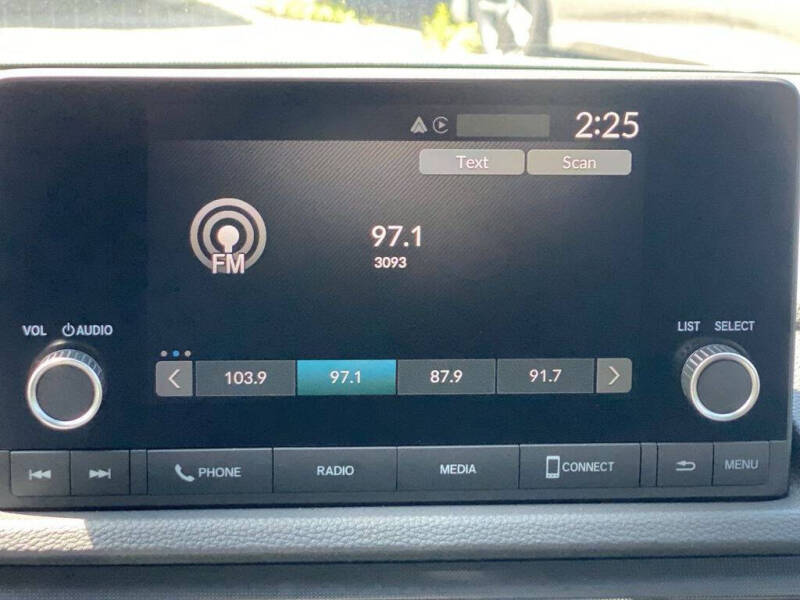 2:25
Text Scan
FM
97.1
3093
VOL AUDIO
LIST SELECT
103.9 97.1 87.9 91.7
PHONE RADIO MEDIA CONNECT MENU